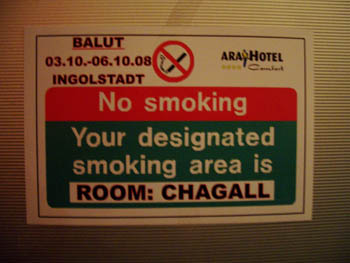 BALUT
03.10.-06.10.08
INGOLSTADT
ARA HOTEL
Comfort
No smoking
Your designated
smoking area is
ROOM: CHAGALL